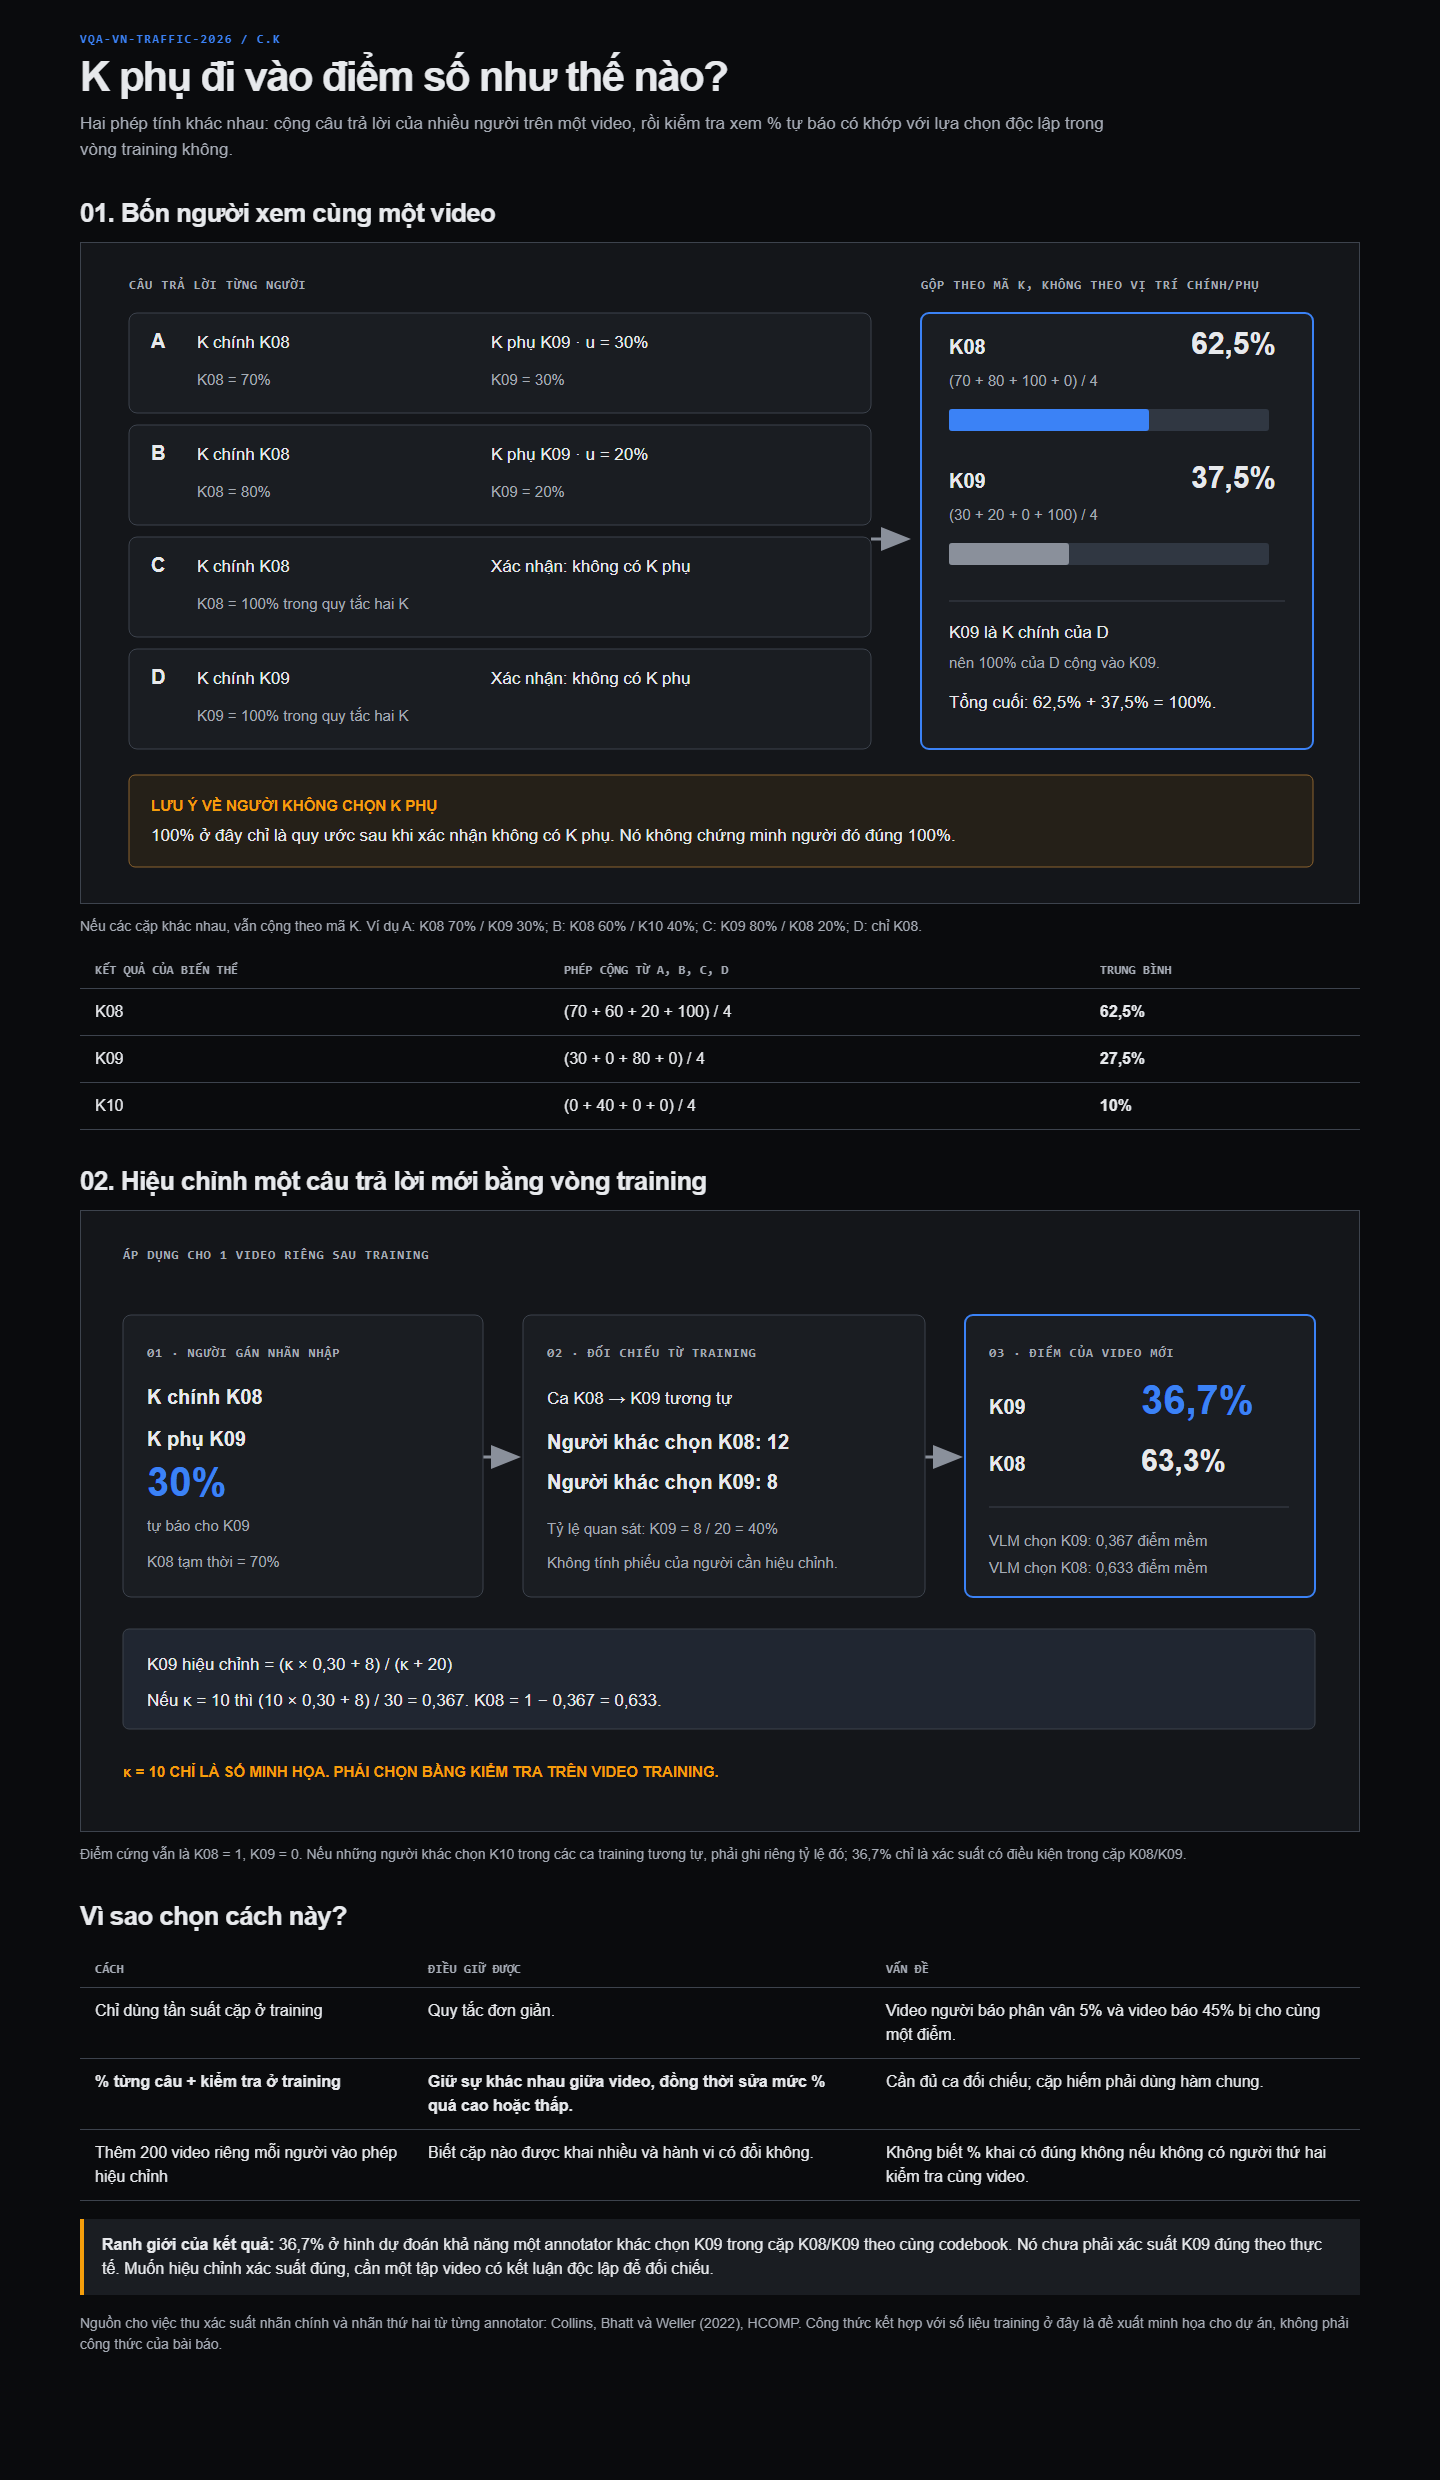 VQA-VN-TRAFFIC-2026 / C.K
K phụ đi vào điểm số như thế nào?
Hai phép tính khác nhau: cộng câu trả lời của nhiều người trên một video, rồi kiểm tra xem % tự báo có khớp với lựa chọn độc lập trong
vòng training không.
01. Bốn người xem cùng một video
CÂU TRẢ LỜI TỪNG NGƯỜI
A
K chính K08
K phụ K09 · u = 30%
K08 = 70%
K09 = 30%
B
K chính K08
K phụ K09 · u = 20%
K08 = 80%
K09 = 20%
C
K chính K08
Xác nhận: không có K phụ
K08 = 100% trong quy tắc hai K
D
K chính K09
Xác nhận: không có K phụ
K09 = 100% trong quy tắc hai K
GỘP THEO MÃ K, KHÔNG THEO VỊ TRÍ CHÍNH/PHỤ
K08
62,5%
(70 + 80 + 100 + 0) / 4
K09
37,5%
(30 + 20 + 0 + 100) / 4
K09 là K chính của D
nên 100% của D cộng vào K09.
Tổng cuối: 62,5% + 37,5% = 100%.
LƯU Ý VỀ NGƯỜI KHÔNG CHỌN K PHỤ
100% ở đây chỉ là quy ước sau khi xác nhận không có K phụ. Nó không chứng minh người đó đúng 100%.
Nếu các cặp khác nhau, vẫn cộng theo mã K. Ví dụ A: K08 70% / K09 30%; B: K08 60% / K10 40%; C: K09 80% / K08 20%; D: chỉ K08.
KẾT QUẢ CỦA BIẾN THỂ
PHÉP CỘNG TỪ A, B, C, D
TRUNG BÌNH
K08
(70 + 60 + 20 + 100) / 4
62,5%
K09
(30 + 0 + 80 + 0) / 4
27,5%
K10
(0 + 40 + 0 + 0) / 4
10%
02. Hiệu chỉnh một câu trả lời mới bằng vòng training
ÁP DỤNG CHO 1 VIDEO RIÊNG SAU TRAINING
01 · NGƯỜI GÁN NHÃN NHẬP
K chính K08
K phụ K09
30%
tự báo cho K09
K08 tạm thời = 70%
02 · ĐỐI CHIẾU TỪ TRAINING
Ca K08 → K09 tương tự
Người khác chọn K08: 12
Người khác chọn K09: 8
Tỷ lệ quan sát: K09 = 8 / 20 = 40%
Không tính phiếu của người cần hiệu chỉnh.
03 · ĐIỂM CỦA VIDEO MỚI
K09
36,7%
K08
63,3%
VLM chọn K09: 0,367 điểm mềm
VLM chọn K08: 0,633 điểm mềm
K09 hiệu chỉnh = (κ × 0,30 + 8) / (κ + 20)
Nếu κ = 10 thì (10 × 0,30 + 8) / 30 = 0,367. K08 = 1 − 0,367 = 0,633.
κ = 10 CHỈ LÀ SỐ MINH HỌA. PHẢI CHỌN BẰNG KIỂM TRA TRÊN VIDEO TRAINING.
Điểm cứng vẫn là K08 = 1, K09 = 0. Nếu những người khác chọn K10 trong các ca training tương tự, phải ghi riêng tỷ lệ đó; 36,7% chỉ là xác suất có điều kiện trong cặp K08/K09.
Vì sao chọn cách này?
CÁCH
ĐIỀU GIỮ ĐƯỢC
VẤN ĐỀ
Chỉ dùng tần suất cặp ở training
Quy tắc đơn giản.
Video người báo phân vân 5% và video báo 45% bị cho cùng
một điểm.
% từng câu + kiểm tra ở training
Giữ sự khác nhau giữa video, đồng thời sửa mức %
quá cao hoặc thấp.
Cần đủ ca đối chiếu; cặp hiếm phải dùng hàm chung.
Thêm 200 video riêng mỗi người vào phép
hiệu chỉnh
Biết cặp nào được khai nhiều và hành vi có đổi không.
Không biết % khai có đúng không nếu không có người thứ hai
kiểm tra cùng video.
Ranh giới của kết quả: 36,7% ở hình dự đoán khả năng một annotator khác chọn K09 trong cặp K08/K09 theo cùng codebook. Nó chưa phải xác suất K09 đúng theo thực
tế. Muốn hiệu chỉnh xác suất đúng, cần một tập video có kết luận độc lập để đối chiếu.
Nguồn cho việc thu xác suất nhãn chính và nhãn thứ hai từ từng annotator: Collins, Bhatt và Weller (2022), HCOMP. Công thức kết hợp với số liệu training ở đây là đề xuất minh họa cho dự án, không phải
công thức của bài báo.